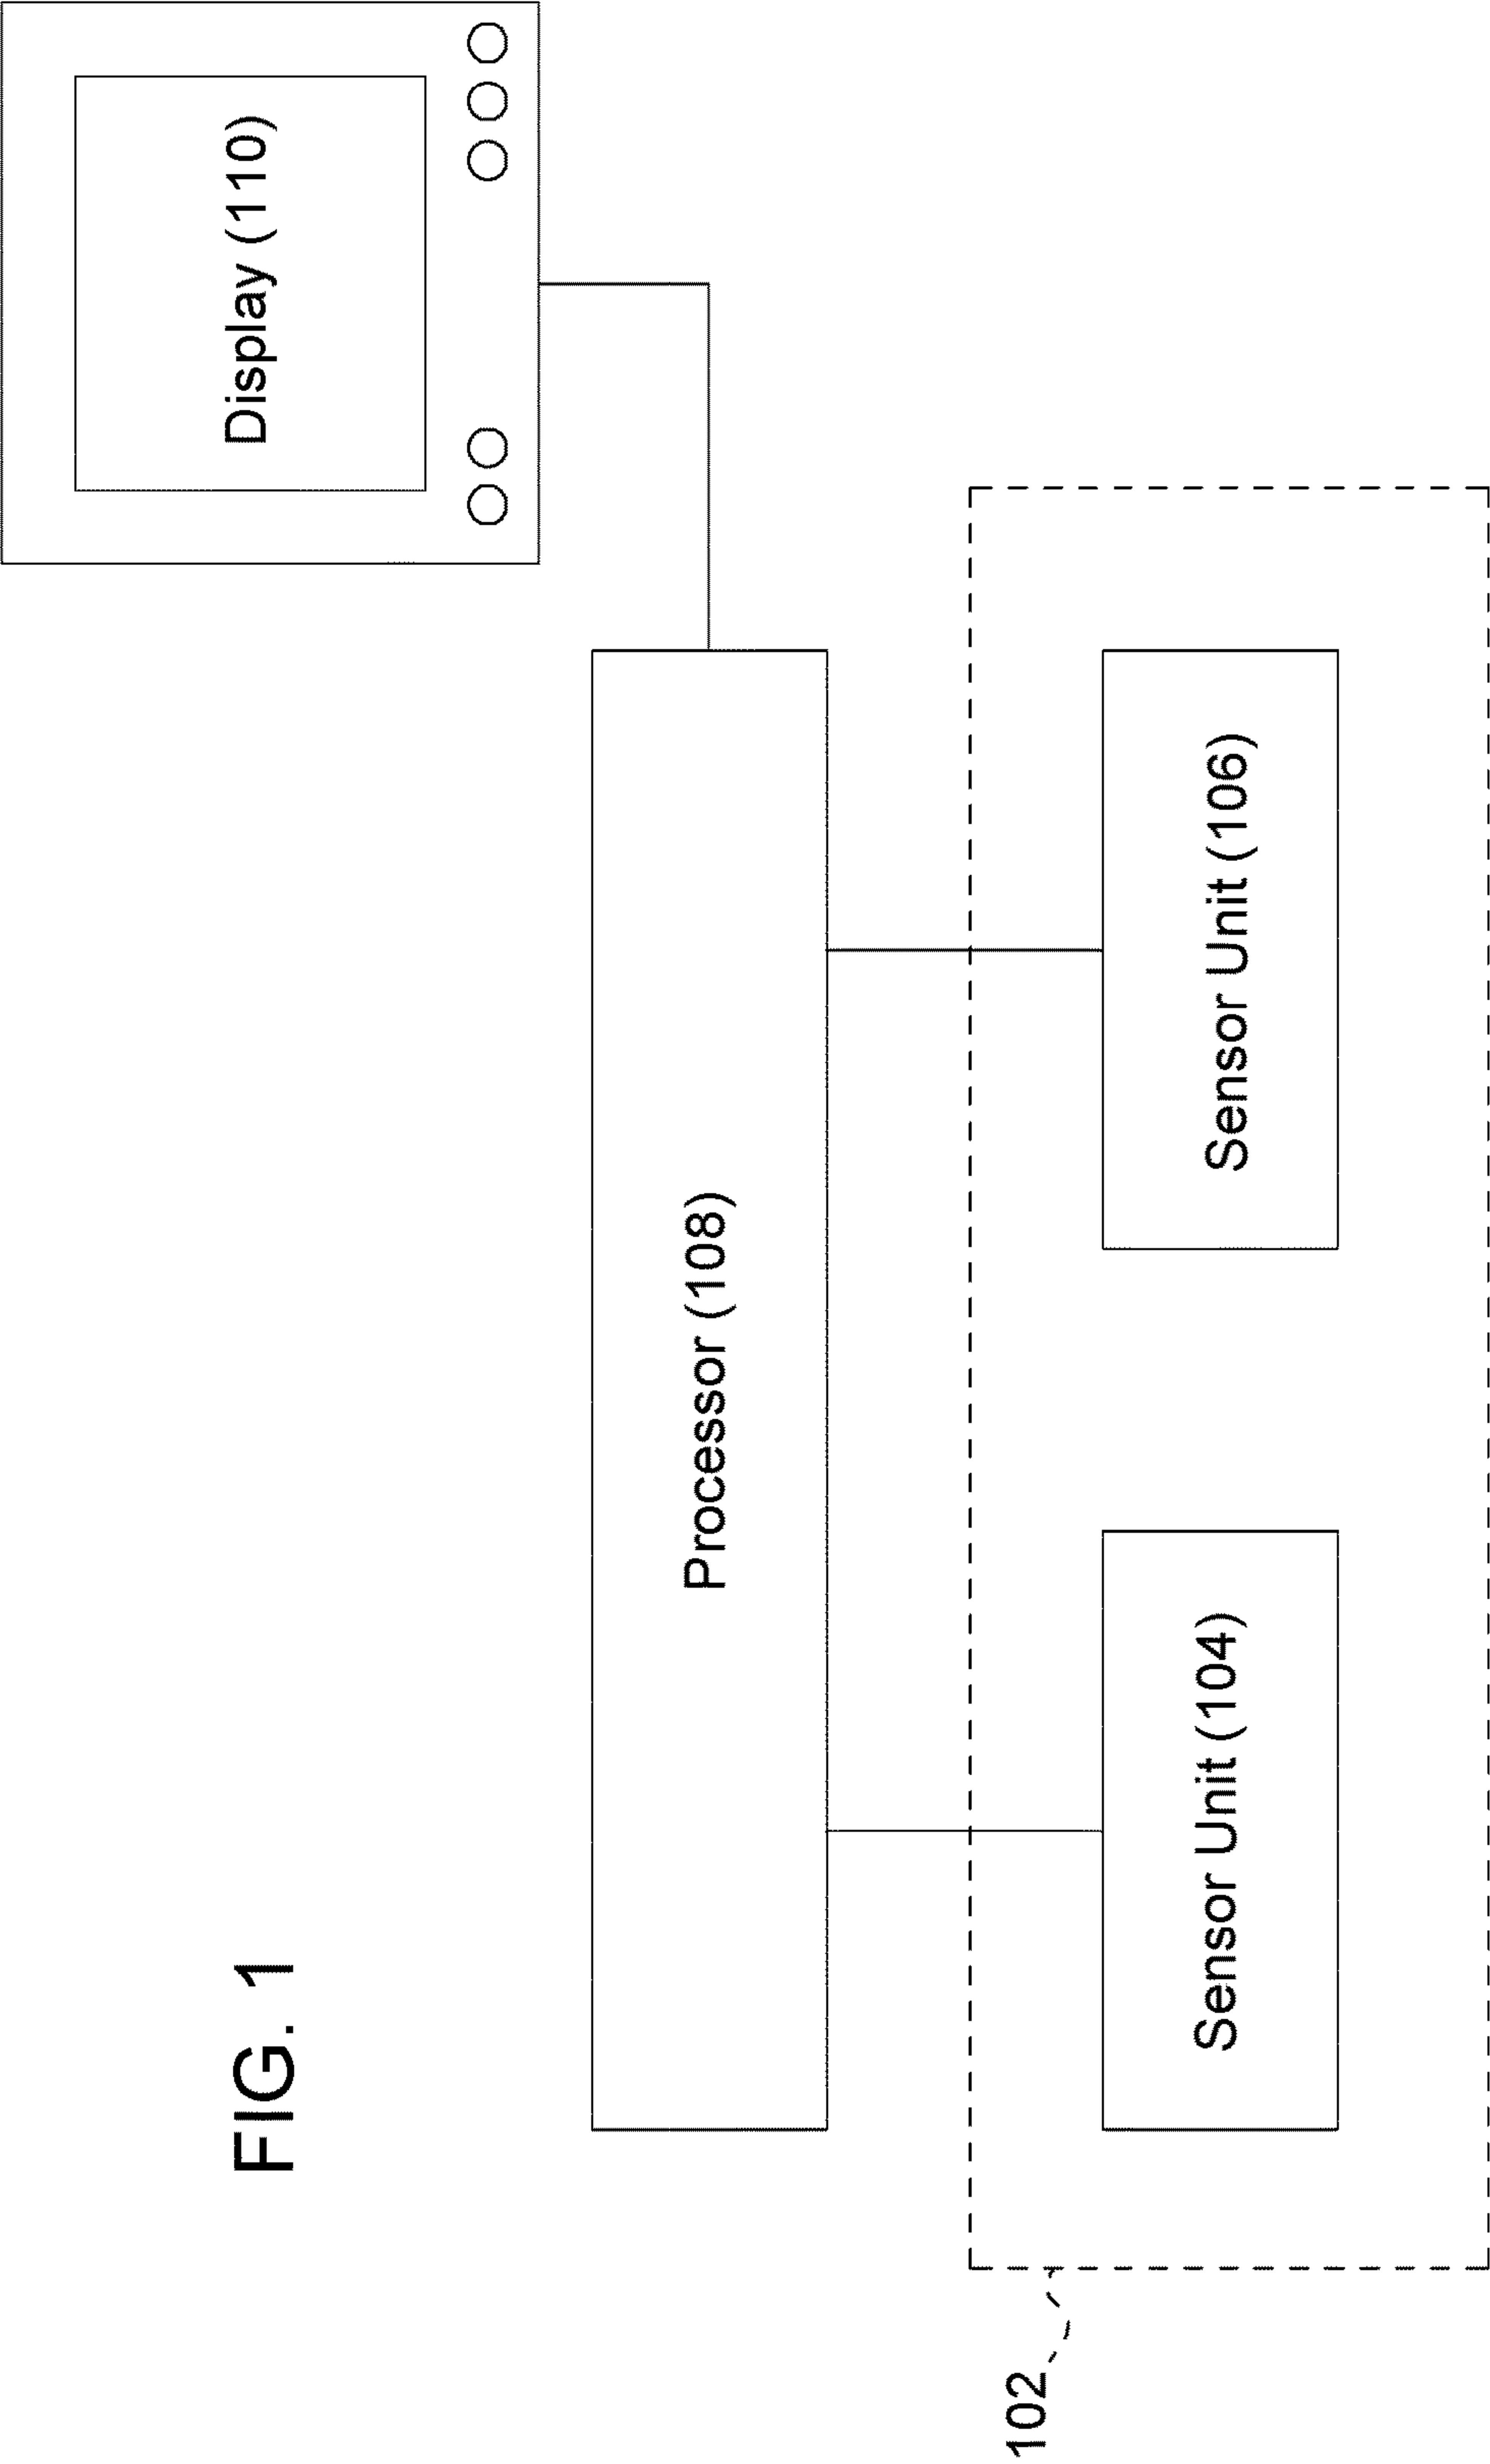 FIG. 1
Display (110)
Processor (108)
Sensor Unit (104)
Sensor Unit (106)
102